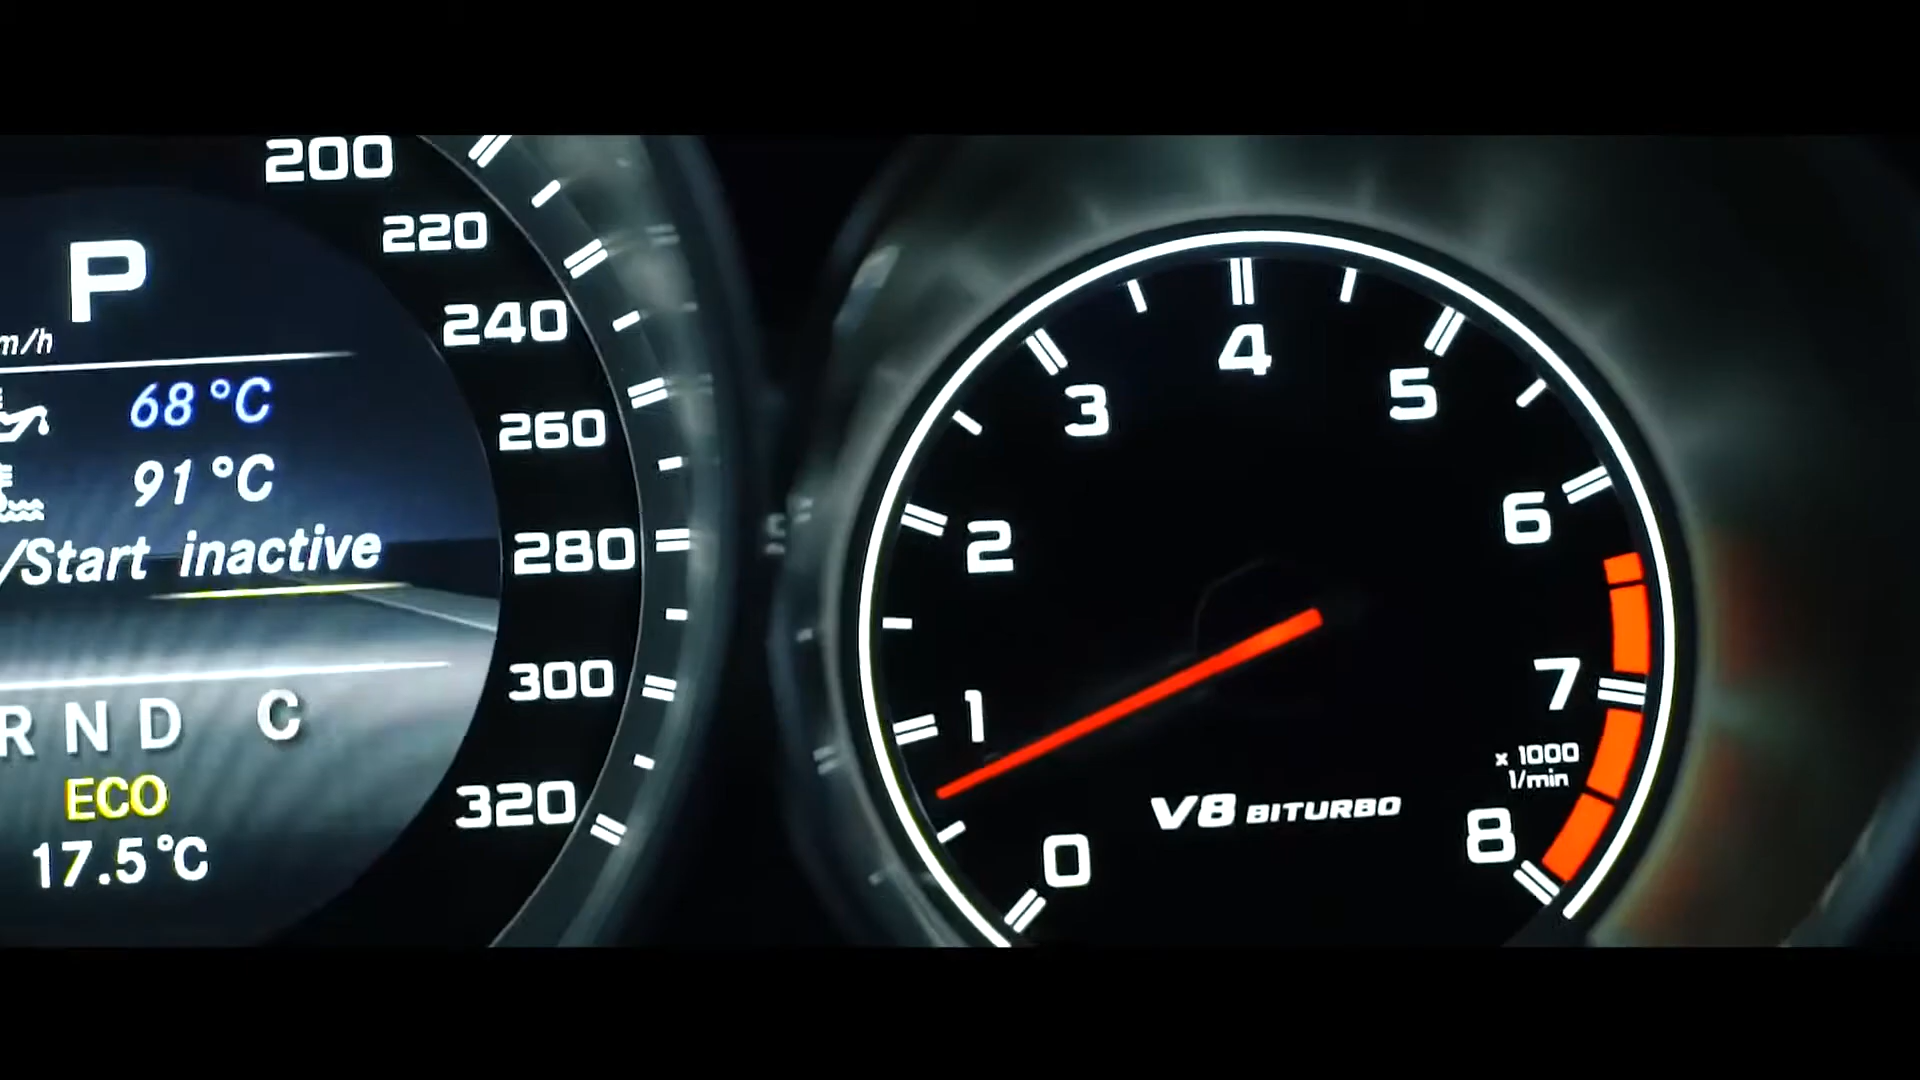 200
220
240
260
280
300
320
P
m/h
68°C
91°C
/Start inactive
R N D C
ECO
17.5°C
0
1
2
3
4
5
6
7
8
x 1000
1/min
V8 BITURBO